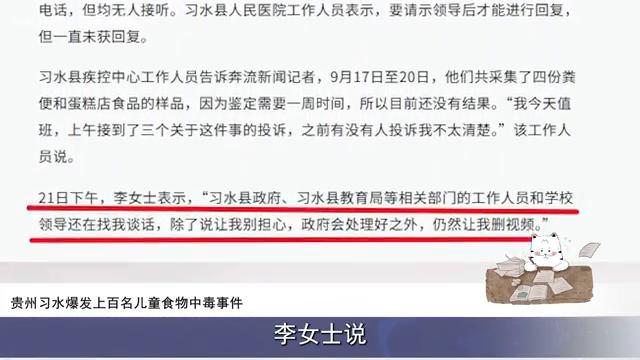 电话，但均无人接听。习水县人民医院工作人员表示，要请示领导后才能进行回复，
但一直未获回复。
习水县疾控中心工作人员告诉奔流新闻记者，9月17日至20日，他们共采集了四份粪
便和蛋糕店食品的样品，因为鉴定需要一周时间，所以目前还没有结果。“我今天值
班，上午接到了三个关于这件事的投诉，之前有没有人投诉我不太清楚。”该工作人
员说。
21日下午，李女士表示，“习水县政府、习水县教育局等相关部门的工作人员和学校
领导还在找我谈话，除了说让我别担心，政府会处理好之外，仍然让我删视频。”
贵州习水爆发上百名儿童食物中毒事件
李女士说